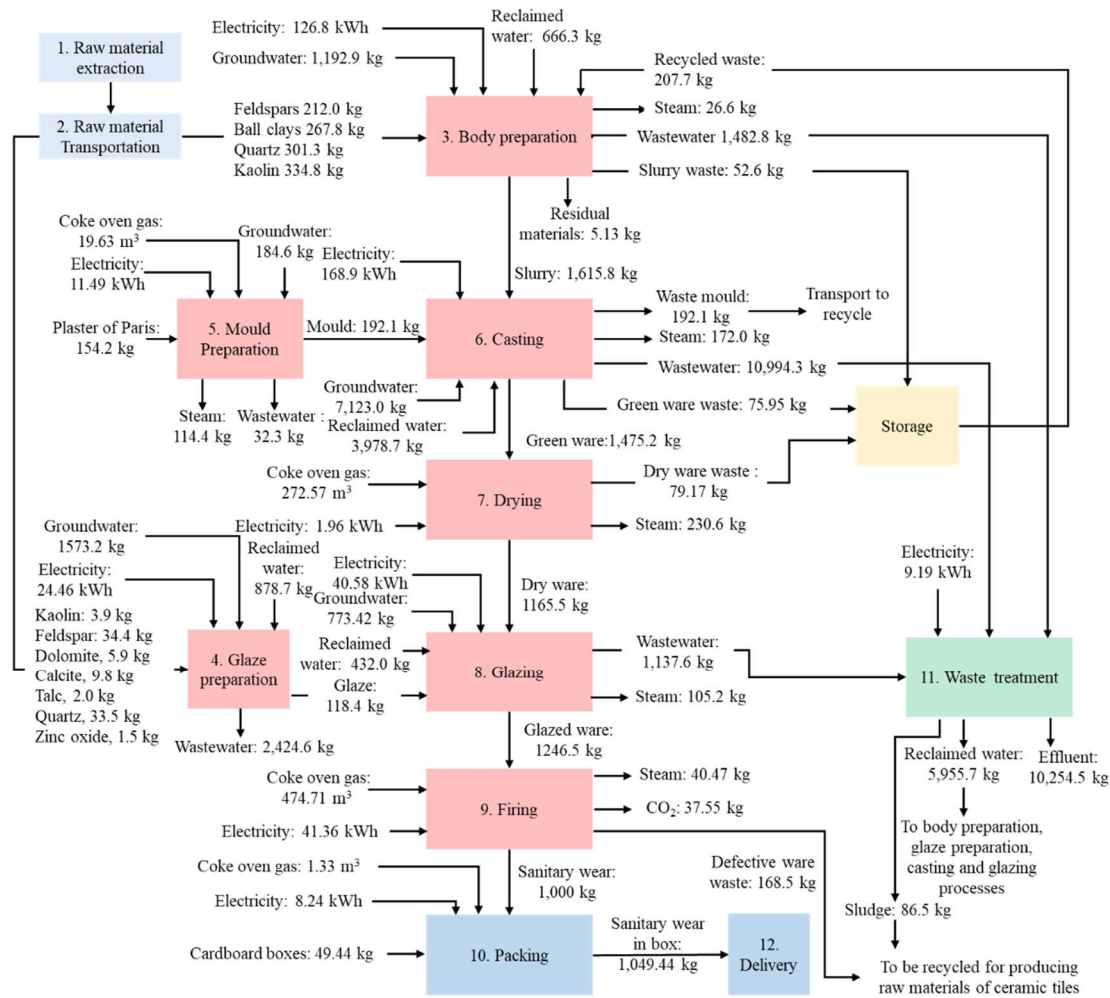 Electricity: 126.8 kWh
Reclaimed
water: 666.3 kg
Groundwater: 1,192.9 kg
Recycled waste:
207.7 kg
1. Raw material
extraction
2. Raw material
Transportation
Feldspars 212.0 kg
Ball clays 267.8 kg
Quartz 301.3 kg
Kaolin 334.8 kg
3. Body preparation
Steam: 26.6 kg
Wastewater 1,482.8 kg
Slurry waste: 52.6 kg
Residual
materials: 5.13 kg
Slurry: 1,615.8 kg
Coke oven gas:
19.63 m³
Electricity:
11.49 kWh
Groundwater:
184.6 kg
Electricity:
168.9 kWh
Plaster of Paris:
154.2 kg
5. Mould
Preparation
Mould: 192.1 kg
6. Casting
Waste mould:
192.1 kg
Transport to
recycle
Steam: 172.0 kg
Wastewater: 10,994.3 kg
Steam:
114.4 kg
Wastewater :
32.3 kg
Groundwater:
7,123.0 kg
Reclaimed water:
3,978.7 kg
Green ware waste: 75.95 kg
Green ware:1,475.2 kg
Storage
Coke oven gas:
272.57 m³
Electricity: 1.96 kWh
7. Drying
Dry ware waste :
79.17 kg
Steam: 230.6 kg
Dry ware:
1165.5 kg
Groundwater:
1573.2 kg
Electricity:
24.46 kWh
Reclaimed
water:
878.7 kg
Kaolin: 3.9 kg
Feldspar: 34.4 kg
Dolomite, 5.9 kg
Calcite, 9.8 kg
Talc, 2.0 kg
Quartz, 33.5 kg
Zinc oxide, 1.5 kg
4. Glaze
preparation
Wastewater: 2,424.6 kg
Electricity:
40.58 kWh
Groundwater:
773.42 kg
Reclaimed
water: 432.0 kg
Glaze:
118.4 kg
8. Glazing
Wastewater:
1,137.6 kg
Steam: 105.2 kg
Glazed ware:
1246.5 kg
Electricity:
9.19 kWh
11. Waste treatment
Reclaimed water:
5,955.7 kg
Effluent:
10,254.5 kg
To body preparation,
glaze preparation,
casting and glazing
processes
Sludge: 86.5 kg
Coke oven gas:
474.71 m³
Electricity: 41.36 kWh
9. Firing
Steam: 40.47 kg
CO₂: 37.55 kg
Defective ware
waste: 168.5 kg
Sanitary wear:
1,000 kg
Coke oven gas: 1.33 m³
Electricity: 8.24 kWh
Cardboard boxes: 49.44 kg
10. Packing
Sanitary wear
in box:
1,049.44 kg
12.
Delivery
To be recycled for producing
raw materials of ceramic tiles